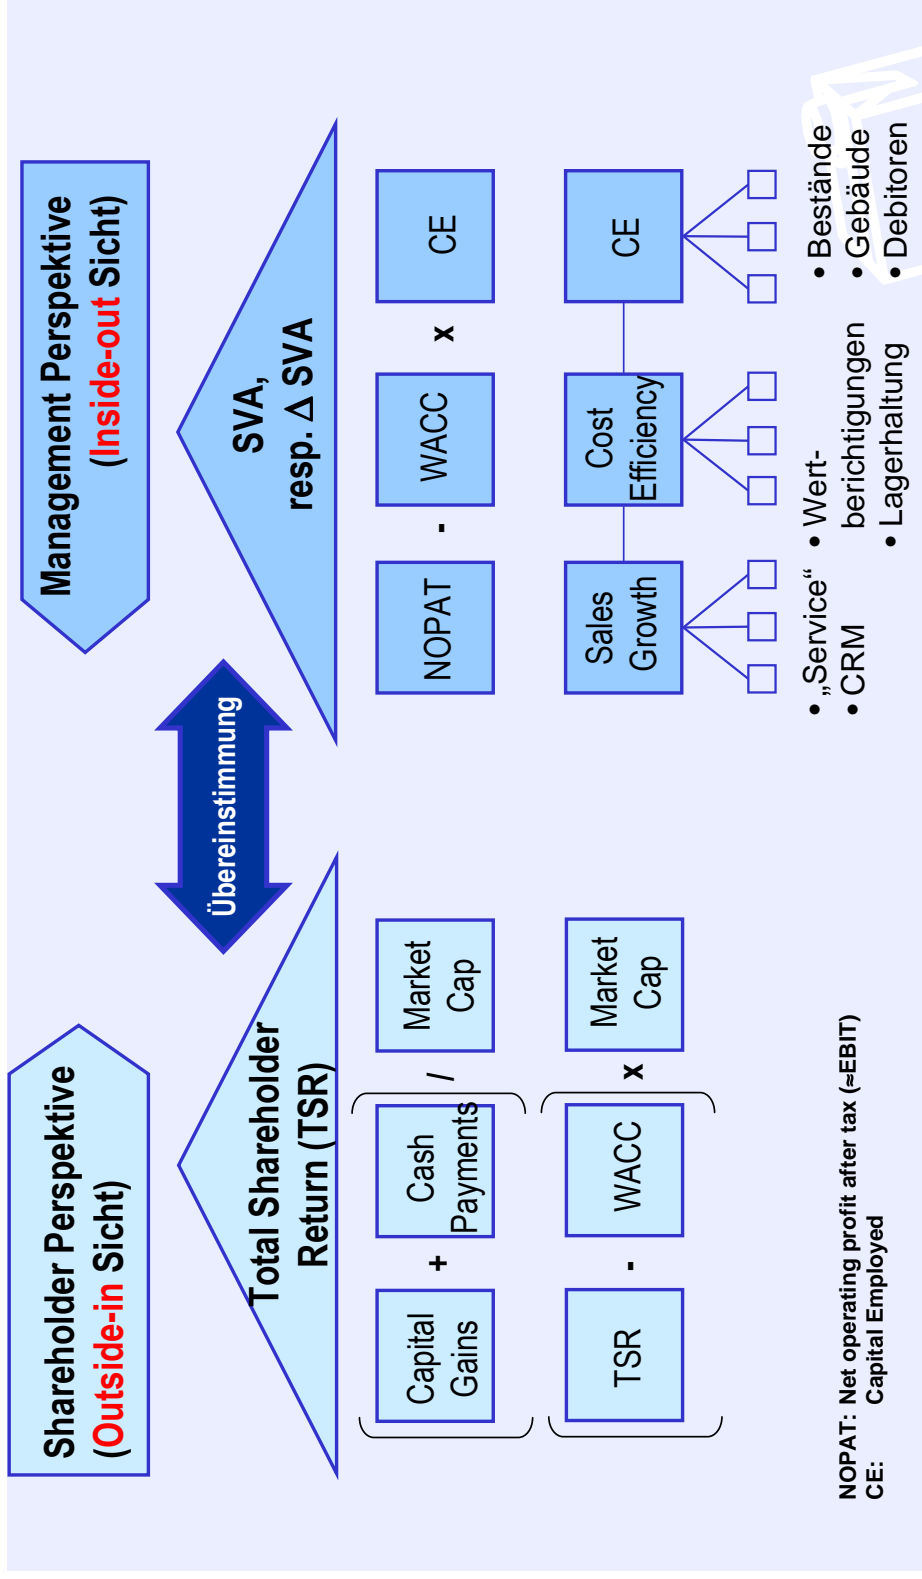 Shareholder Perspektive
(Outside-in Sicht)
Management Perspektive
(Inside-out Sicht)
Übereinstimmung
Total Shareholder
Return (TSR)
Capital
Gains
+
Cash
Payments
/
Market
Cap
TSR
-
WACC
x
Market
Cap
SVA,
resp. Δ SVA
NOPAT
-
WACC
x
CE
Sales
Growth
Cost
Efficiency
CE
• „Service“
• CRM
• Wert-
berichtigungen
• Lagerhaltung
• Bestände
• Gebäude
• Debitoren
NOPAT: Net operating profit after tax (≈EBIT)
CE: Capital Employed